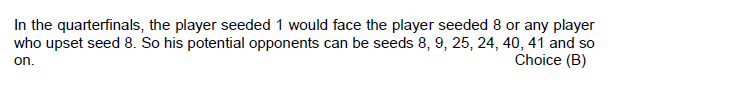 In the quarterfinals, the player seeded 1 would face the player seeded 8 or any player
who upset seed 8. So his potential opponents can be seeds 8, 9, 25, 24, 40, 41 and so
on. Choice (B)